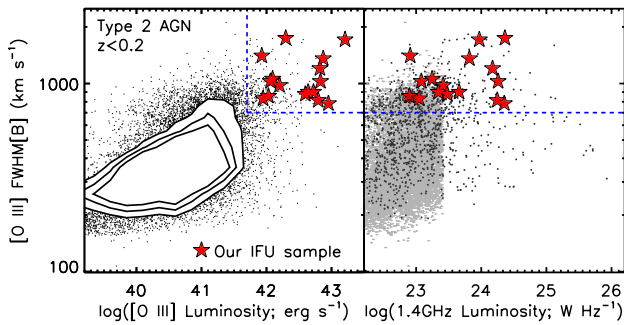 Type 2 AGN
z<0.2
1000
100
[O III] FWHM[B] (km s⁻¹)
Our IFU sample
40 41 42 43
22 23 24 25 26
log([O III] Luminosity; erg s⁻¹)
log(1.4GHz Luminosity; W Hz⁻¹)